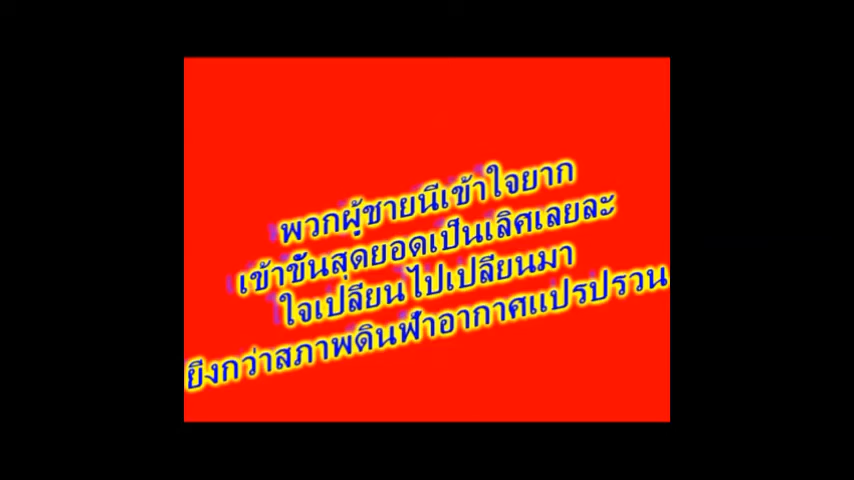 พวกผู้ชายนี่เข้าใจยาก
เข้าขั้นสุดยอดเป็นเลิศเลยละ
ใจเปลี่ยนไปเปลี่ยนมา
ยิ่งกว่าสภาพดินฟ้าอากาศแปรปรวน